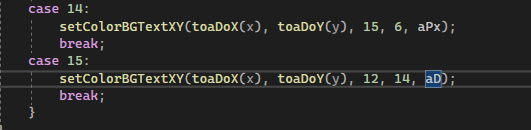 case 14:
setColorBGTextXY(toaDoX(x), toaDoY(y), 15, 6, aPx);
break;
case 15:
setColorBGTextXY(toaDoX(x), toaDoY(y), 12, 14, aD);
break;
}